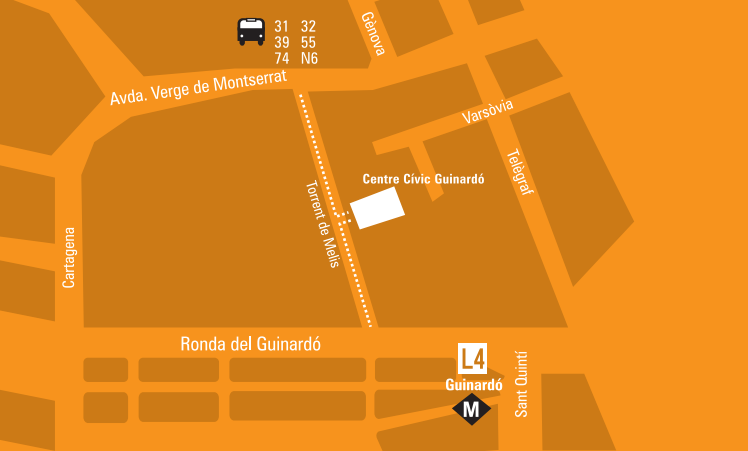 31 32
39 55
74 N6
Gènova
Avda. Verge de Montserrat
Varsòvia
Telègraf
Centre Cívic Guinardó
Torrent de Melis
Cartagena
Ronda del Guinardó
L4
Guinardó
M
Sant Quintí